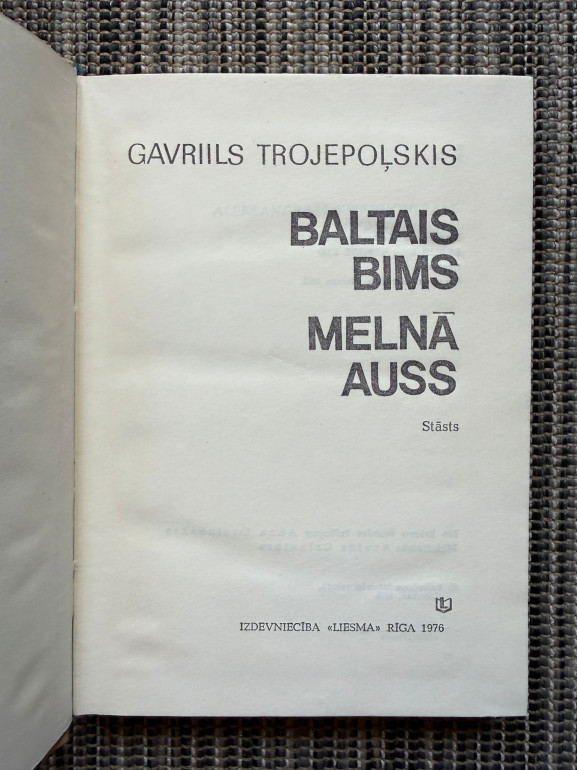 GAVRIILS TROJEPOĻSKIS
BALTAIS
BIMS
MELNĀ
AUSS
Stāsts
IZDEVNIECĪBA «LIESMA» RĪGA 1976